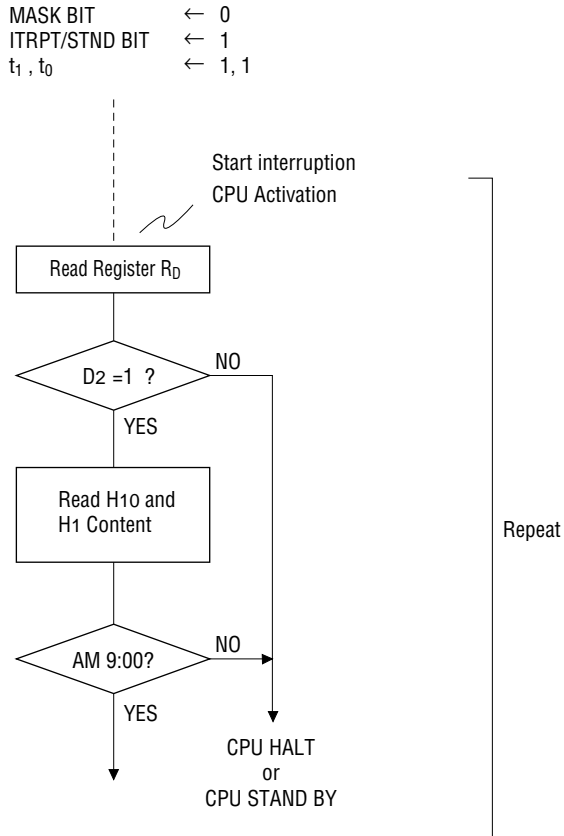 MASK BIT ← 0
ITRPT/STND BIT ← 1
t1 , t0 ← 1, 1
Start interruption
CPU Activation
Read Register RD
D2 =1 ?
NO
YES
Read H10 and
H1 Content
Repeat
AM 9:00?
NO
YES
CPU HALT
or
CPU STAND BY